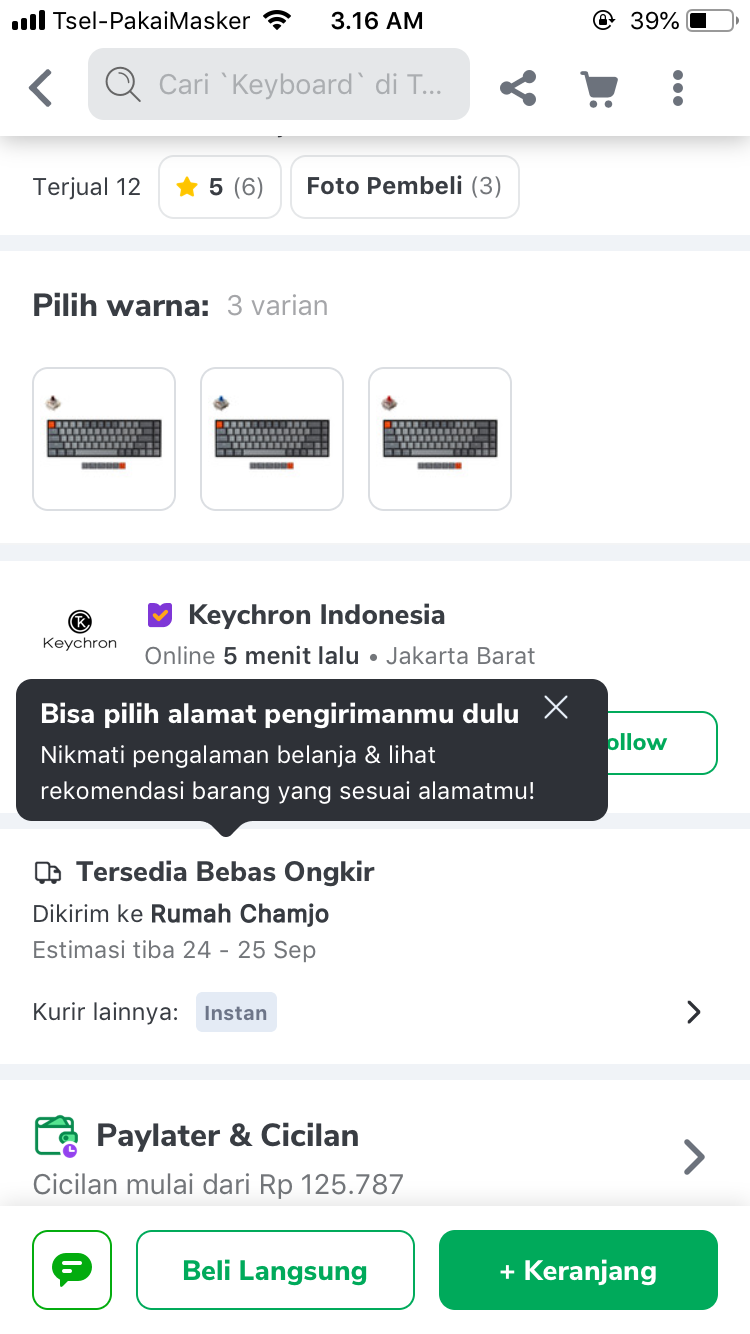 Tsel-PakaiMasker 3.16 AM 39%
Cari `Keyboard` di T...
Terjual 12 5 (6) Foto Pembeli (3)
Pilih warna: 3 varian
Keychron Indonesia
Keychron
Online 5 menit lalu • Jakarta Barat
Bisa pilih alamat pengirimanmu dulu
Nikmati pengalaman belanja & lihat
rekomendasi barang yang sesuai alamatmu!
ollow
Tersedia Bebas Ongkir
Dikirim ke Rumah Chamjo
Estimasi tiba 24 - 25 Sep
Kurir lainnya: Instan
Paylater & Cicilan
Cicilan mulai dari Rp 125.787
Beli Langsung + Keranjang